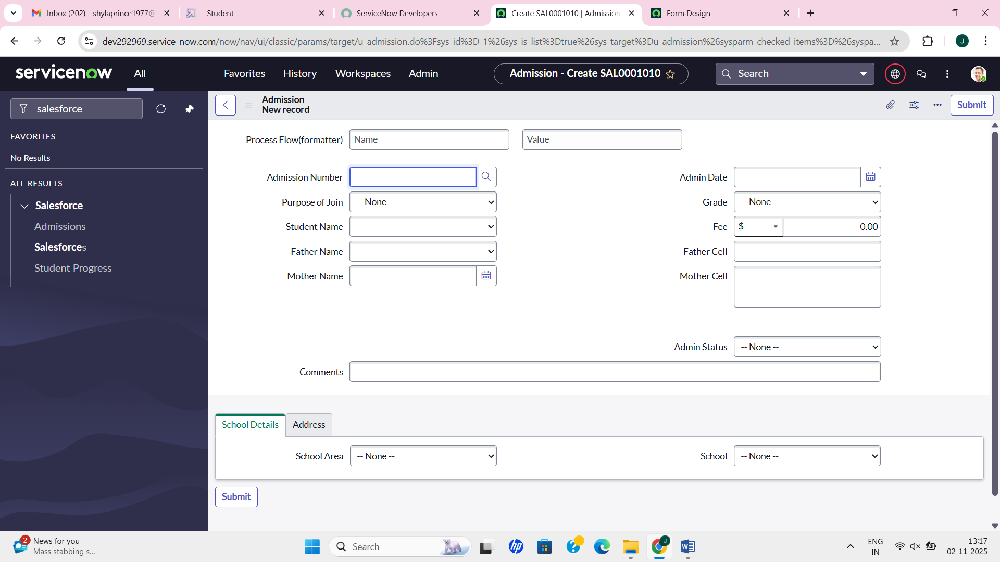 Inbox (202) - shylaprince1977@
- Student
ServiceNow Developers
Create SAL0001010 | Admission
Form Design
dev292969.service-now.com/now/nav/ui/classic/params/target/u_admission.do%3Fsys_id%3D-1%26sys_is_list%3Dtrue%26sys_target%3Du_admission%26sysparm_checked_items%3D%26syspa...
J
servicenow
All
Favorites
History
Workspaces
Admin
Admission - Create SAL0001010
Search
salesforce
FAVORITES
No Results
ALL RESULTS
Salesforce
Admissions
Salesforces
Student Progress
Admission
New record
Submit
Process Flow(formatter)
Name
Value
Admission Number
Admin Date
Purpose of Join
-- None --
Grade
-- None --
Student Name
Fee
$
0.00
Father Name
Father Cell
Mother Name
Mother Cell
Admin Status
-- None --
Comments
School Details
Address
School Area
-- None --
School
-- None --
Submit
2
News for you
Mass stabbing s...
Search
hp
J
W
ENG
IN
13:17
02-11-2025